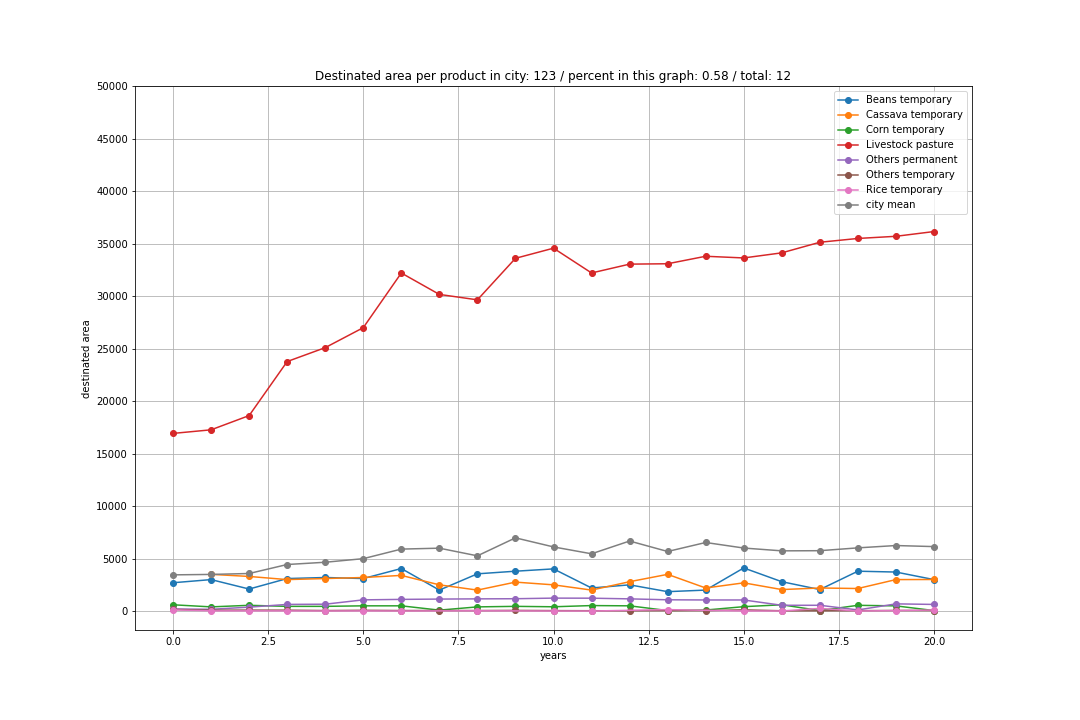 Destinated area per product in city: 123 / percent in this graph: 0.58 / total: 12
50000
45000
40000
35000
30000
25000
20000
15000
10000
5000
0
destinated area
Beans temporary
Cassava temporary
Corn temporary
Livestock pasture
Others permanent
Others temporary
Rice temporary
city mean
0.0 2.5 5.0 7.5 10.0 12.5 15.0 17.5 20.0
years